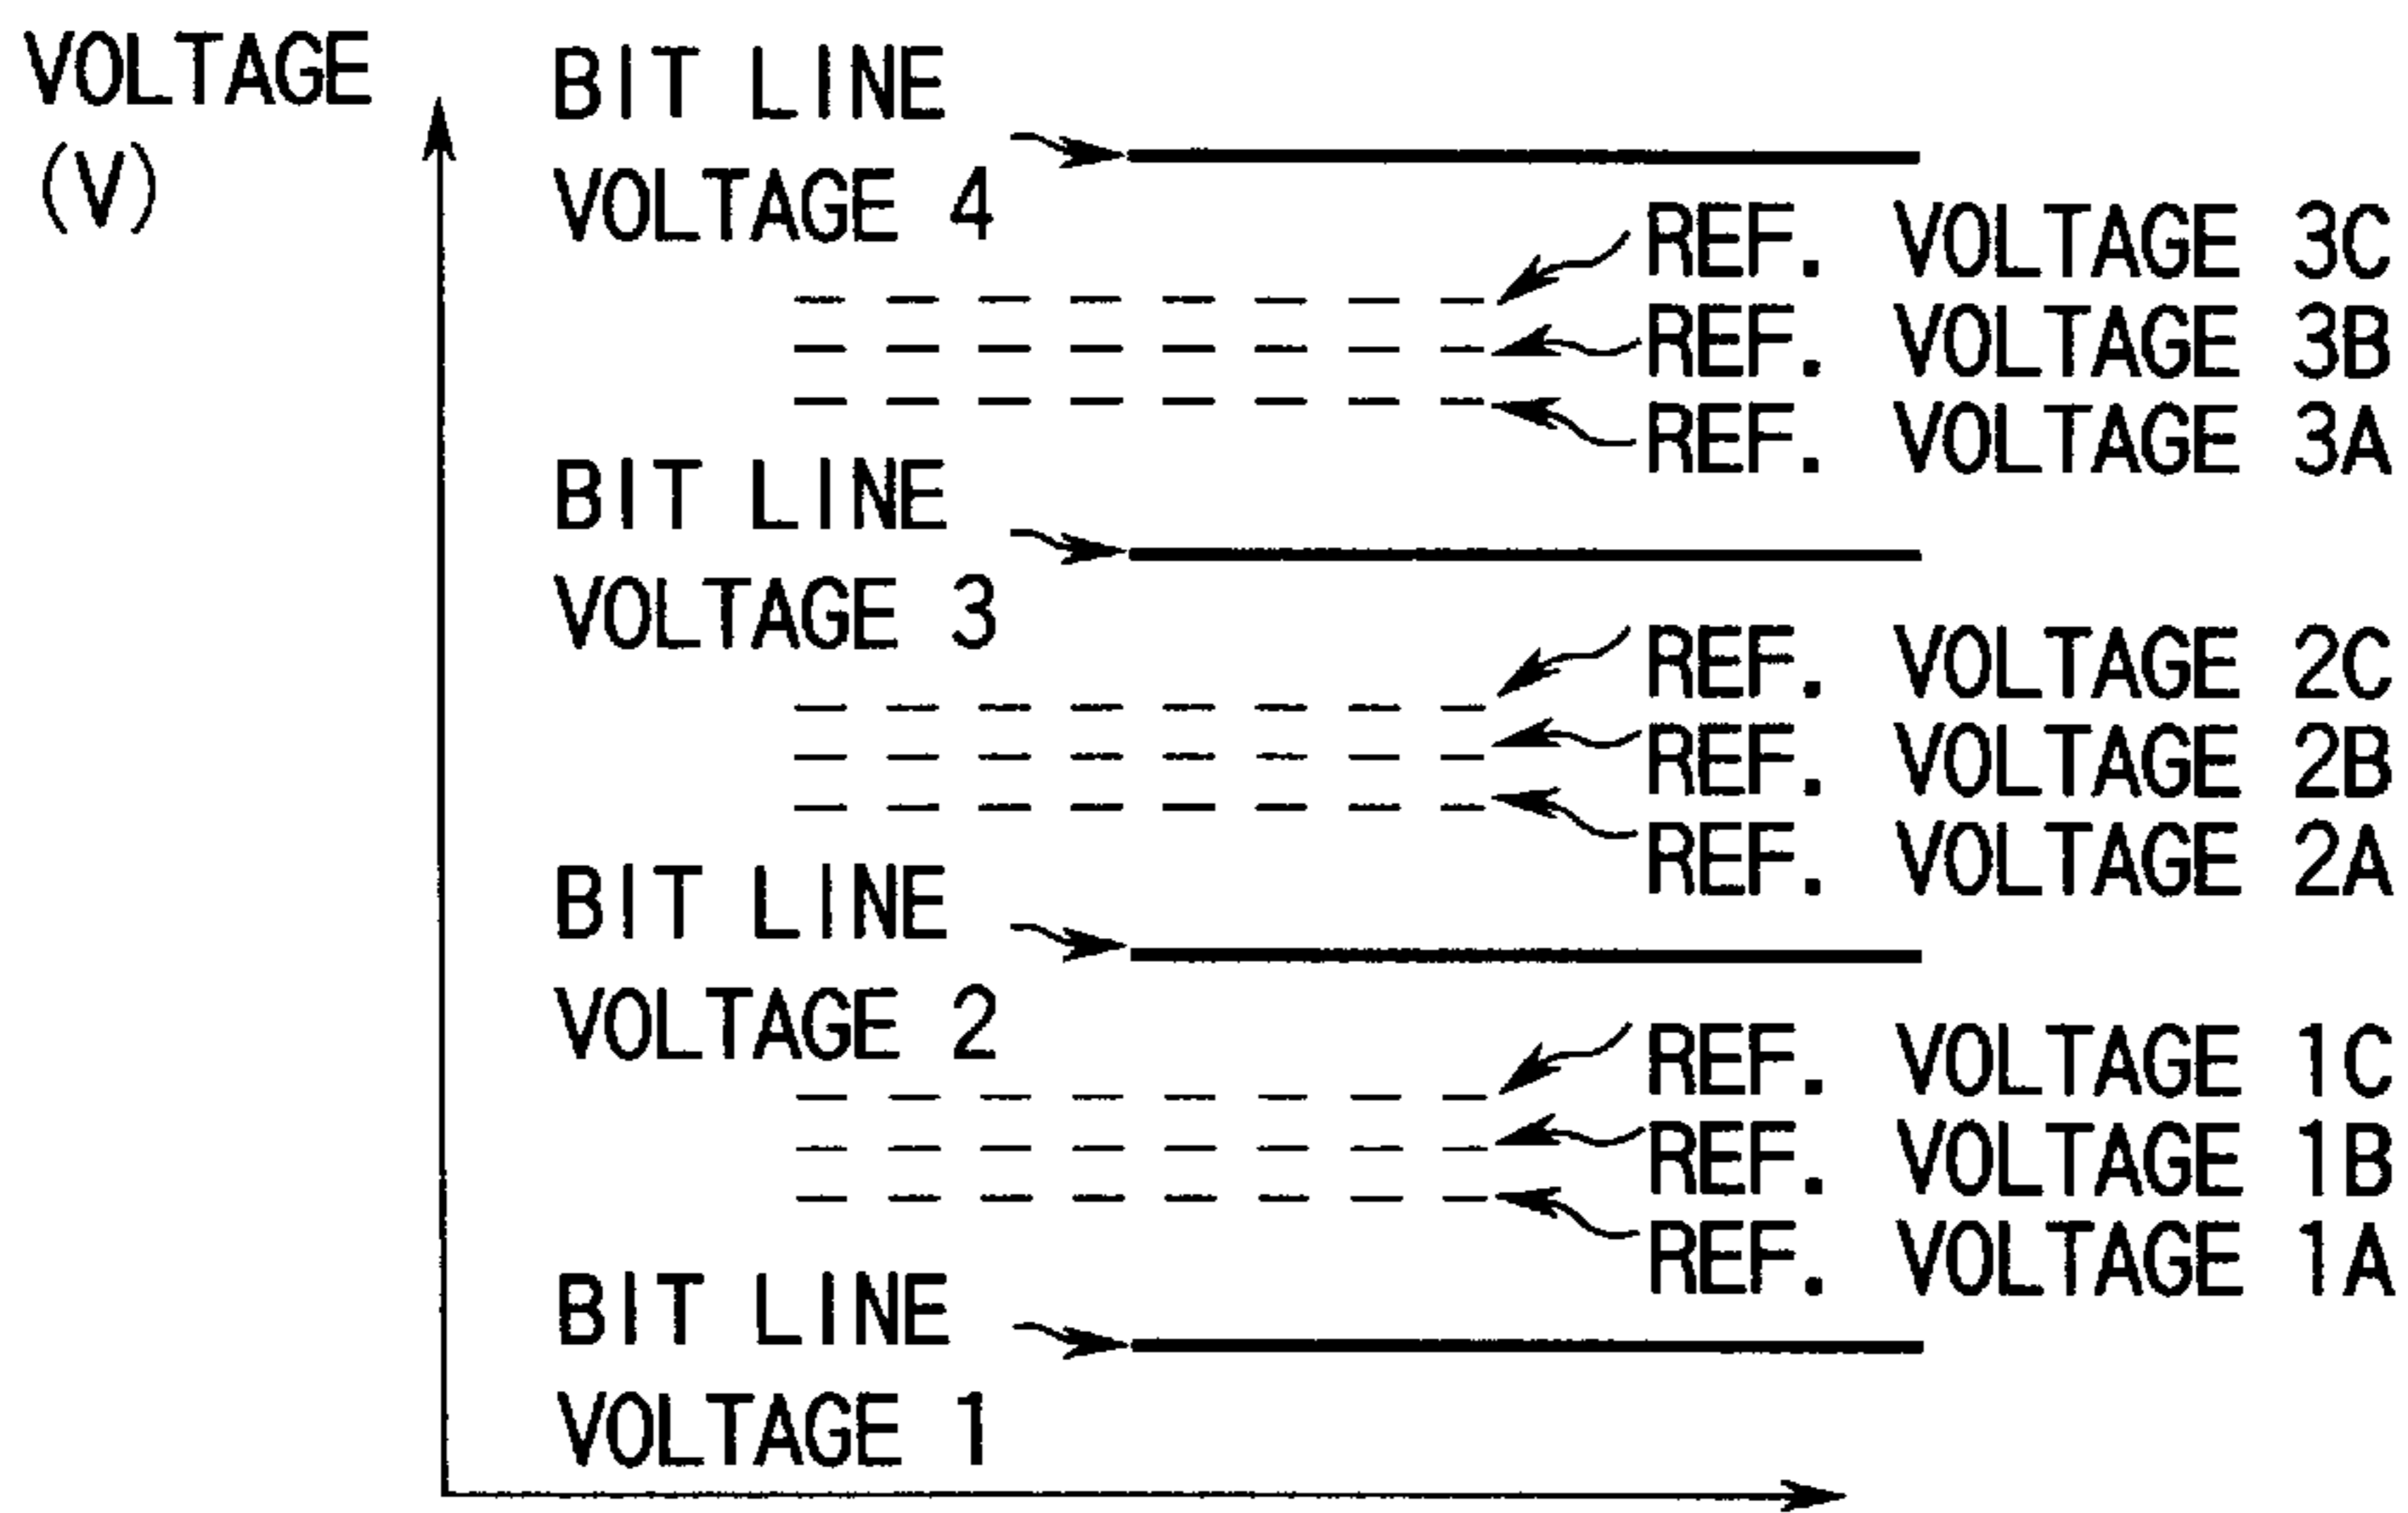 VOLTAGE
(V)
BIT LINE
VOLTAGE 4
REF. VOLTAGE 3C
REF. VOLTAGE 3B
REF. VOLTAGE 3A
BIT LINE
VOLTAGE 3
REF. VOLTAGE 2C
REF. VOLTAGE 2B
REF. VOLTAGE 2A
BIT LINE
VOLTAGE 2
REF. VOLTAGE 1C
REF. VOLTAGE 1B
REF. VOLTAGE 1A
BIT LINE
VOLTAGE 1